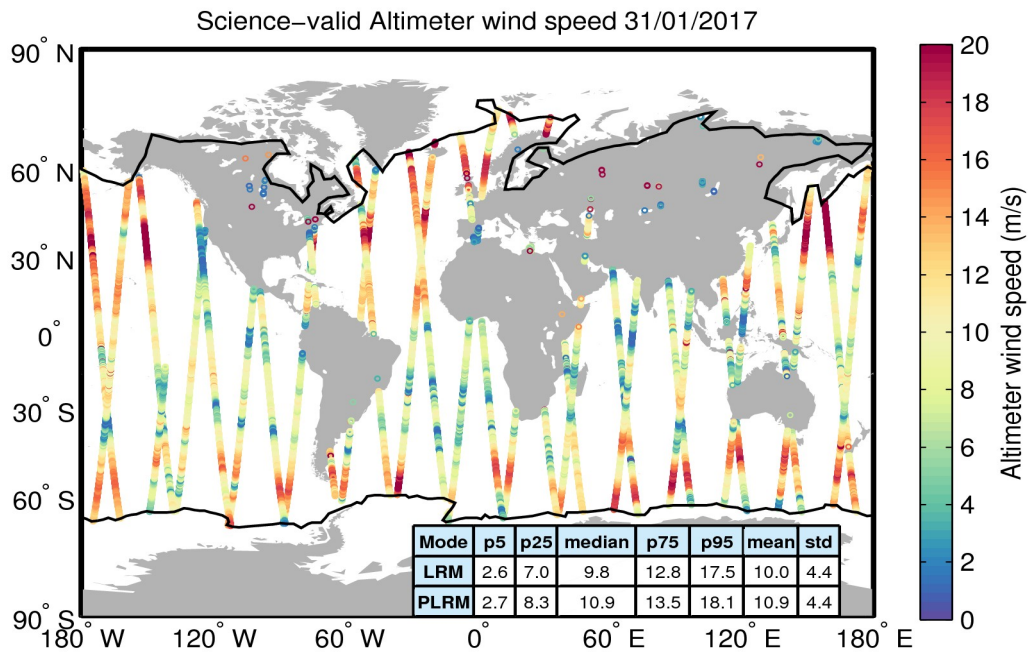 Science−valid Altimeter wind speed 31/01/2017
90° N
60° N
30° N
0°
30° S
60° S
90° S
180° W
120° W
60° W
0°
60° E
120° E
180° E
Mode p5 p25 median p75 p95 mean std
LRM 2.6 7.0 9.8 12.8 17.5 10.0 4.4
PLRM 2.7 8.3 10.9 13.5 18.1 10.9 4.4
20
18
16
14
12
10
8
6
4
2
0
Altimeter wind speed (m/s)